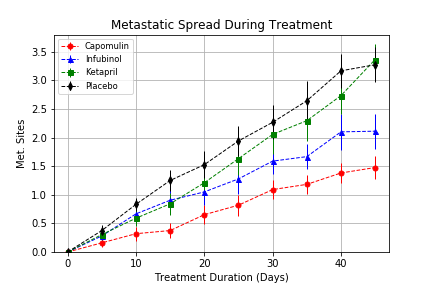 Metastatic Spread During Treatment
Capomulin
Infubinol
Ketapril
Placebo
3.5
3.0
2.5
2.0
1.5
1.0
0.5
0.0
Met. Sites
0
10
20
30
40
Treatment Duration (Days)